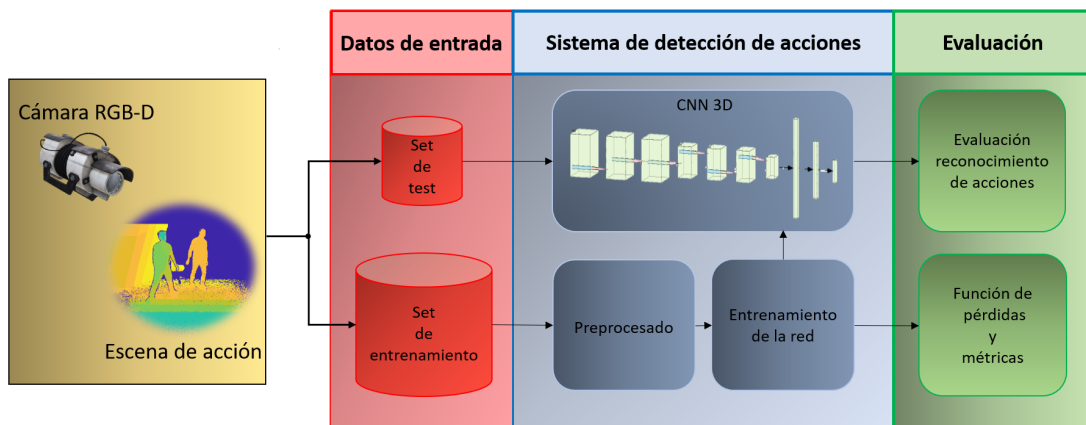 Datos de entrada
Sistema de detección de acciones
Evaluación
Cámara RGB-D
Escena de acción
Set
de
test
CNN 3D
Evaluación
reconocimiento
de acciones
Set
de
entrenamiento
Preprocesado
Entrenamiento
de la red
Función de
pérdidas
y
métricas